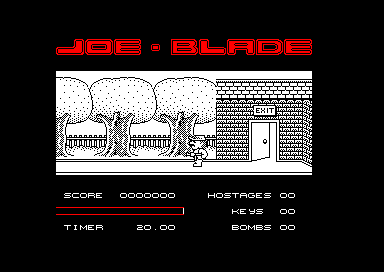 JOE · BLADE
EXIT
SCORE 0000000 HOSTAGES 00
KEYS 00
TIMER 20.00 BOMBS 00